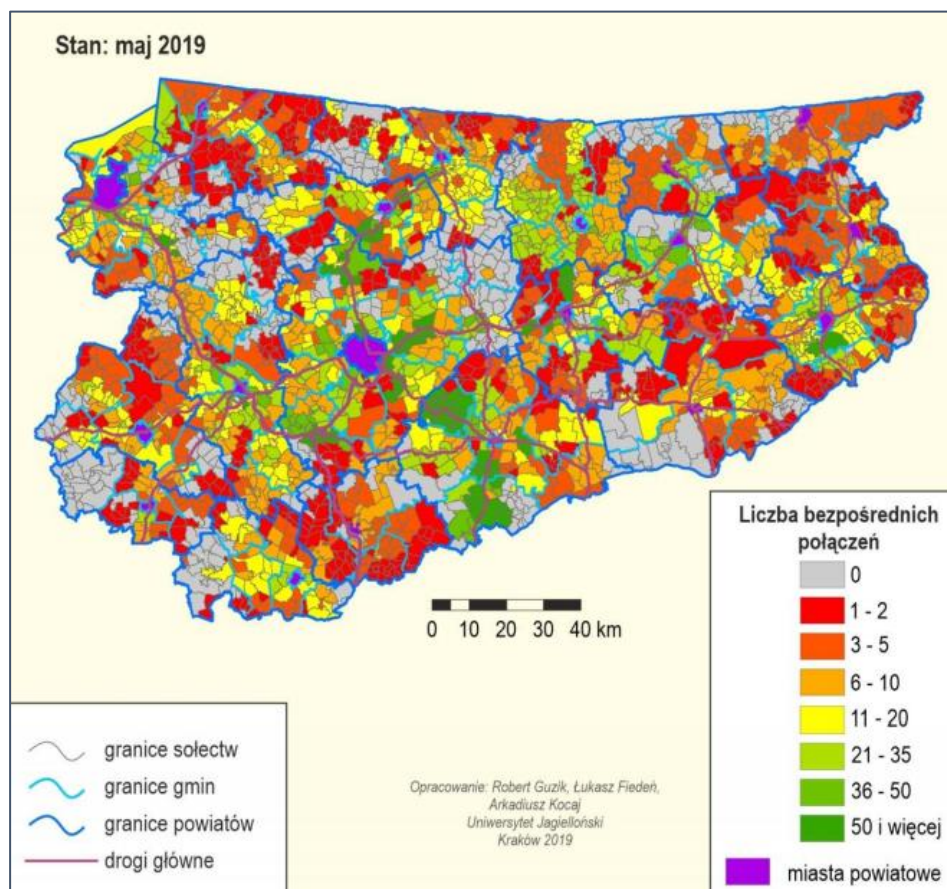 Stan: maj 2019
0 10 20 30 40 km
Liczba bezpośrednich
połączeń
0
1 - 2
3 - 5
6 - 10
11 - 20
21 - 35
36 - 50
50 i więcej
miasta powiatowe
granice sołectw
granice gmin
granice powiatów
drogi główne
Opracowanie: Robert Guzik, Łukasz Fiedeń,
Arkadiusz Kocaj
Uniwersytet Jagielloński
Kraków 2019